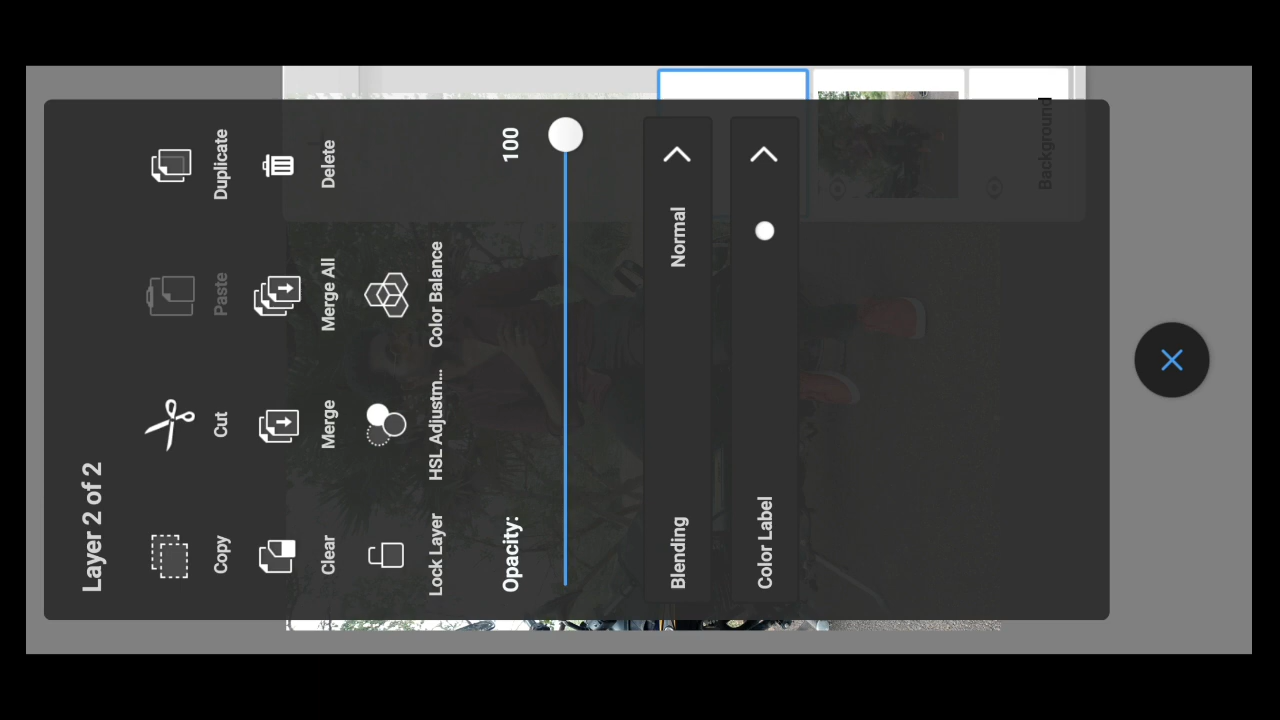 Layer 2 of 2
Copy
Cut
Paste
Duplicate
Clear
Merge
Merge All
Delete
Lock Layer
HSL Adjustm...
Color Balance
Opacity: 100
Blending Normal
Color Label
Background